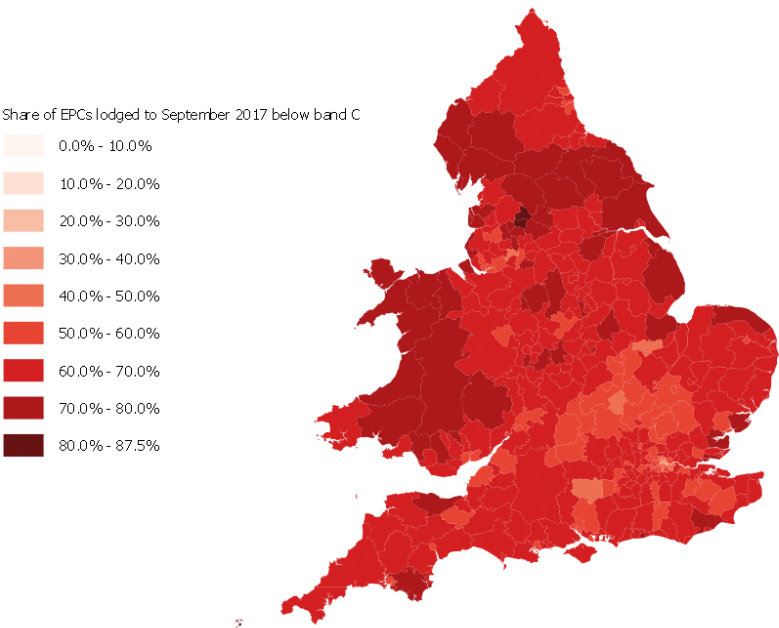 Share of EPCs lodged to September 2017 below band C
0.0% - 10.0%
10.0% - 20.0%
20.0% - 30.0%
30.0% - 40.0%
40.0% - 50.0%
50.0% - 60.0%
60.0% - 70.0%
70.0% - 80.0%
80.0% - 87.5%